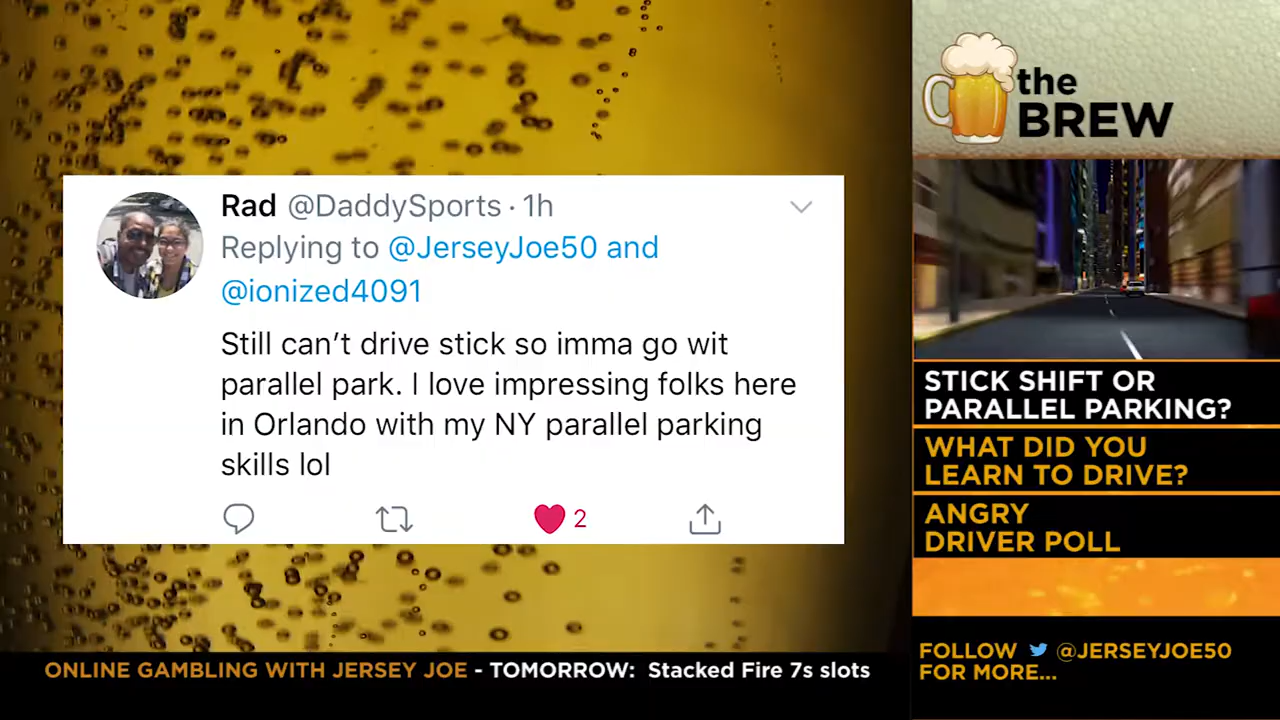 Rad @DaddySports · 1h
Replying to @JerseyJoe50 and
@ionized4091
Still can't drive stick so imma go wit
parallel park. I love impressing folks here
in Orlando with my NY parallel parking
skills lol
2
the
BREW
STICK SHIFT OR
PARALLEL PARKING?
WHAT DID YOU
LEARN TO DRIVE?
ANGRY
DRIVER POLL
FOLLOW @JERSEYJOE50
FOR MORE...
ONLINE GAMBLING WITH JERSEY JOE - TOMORROW: Stacked Fire 7s slots